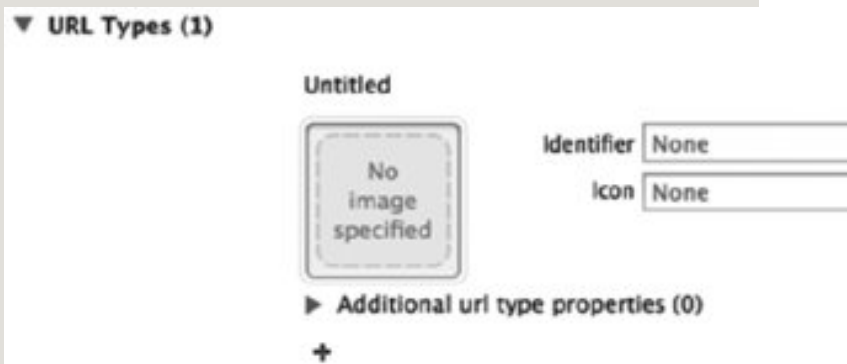 ▼ URL Types (1)
Untitled
No
image
specified
Identifier None
Icon None
▶ Additional url type properties (0)
+